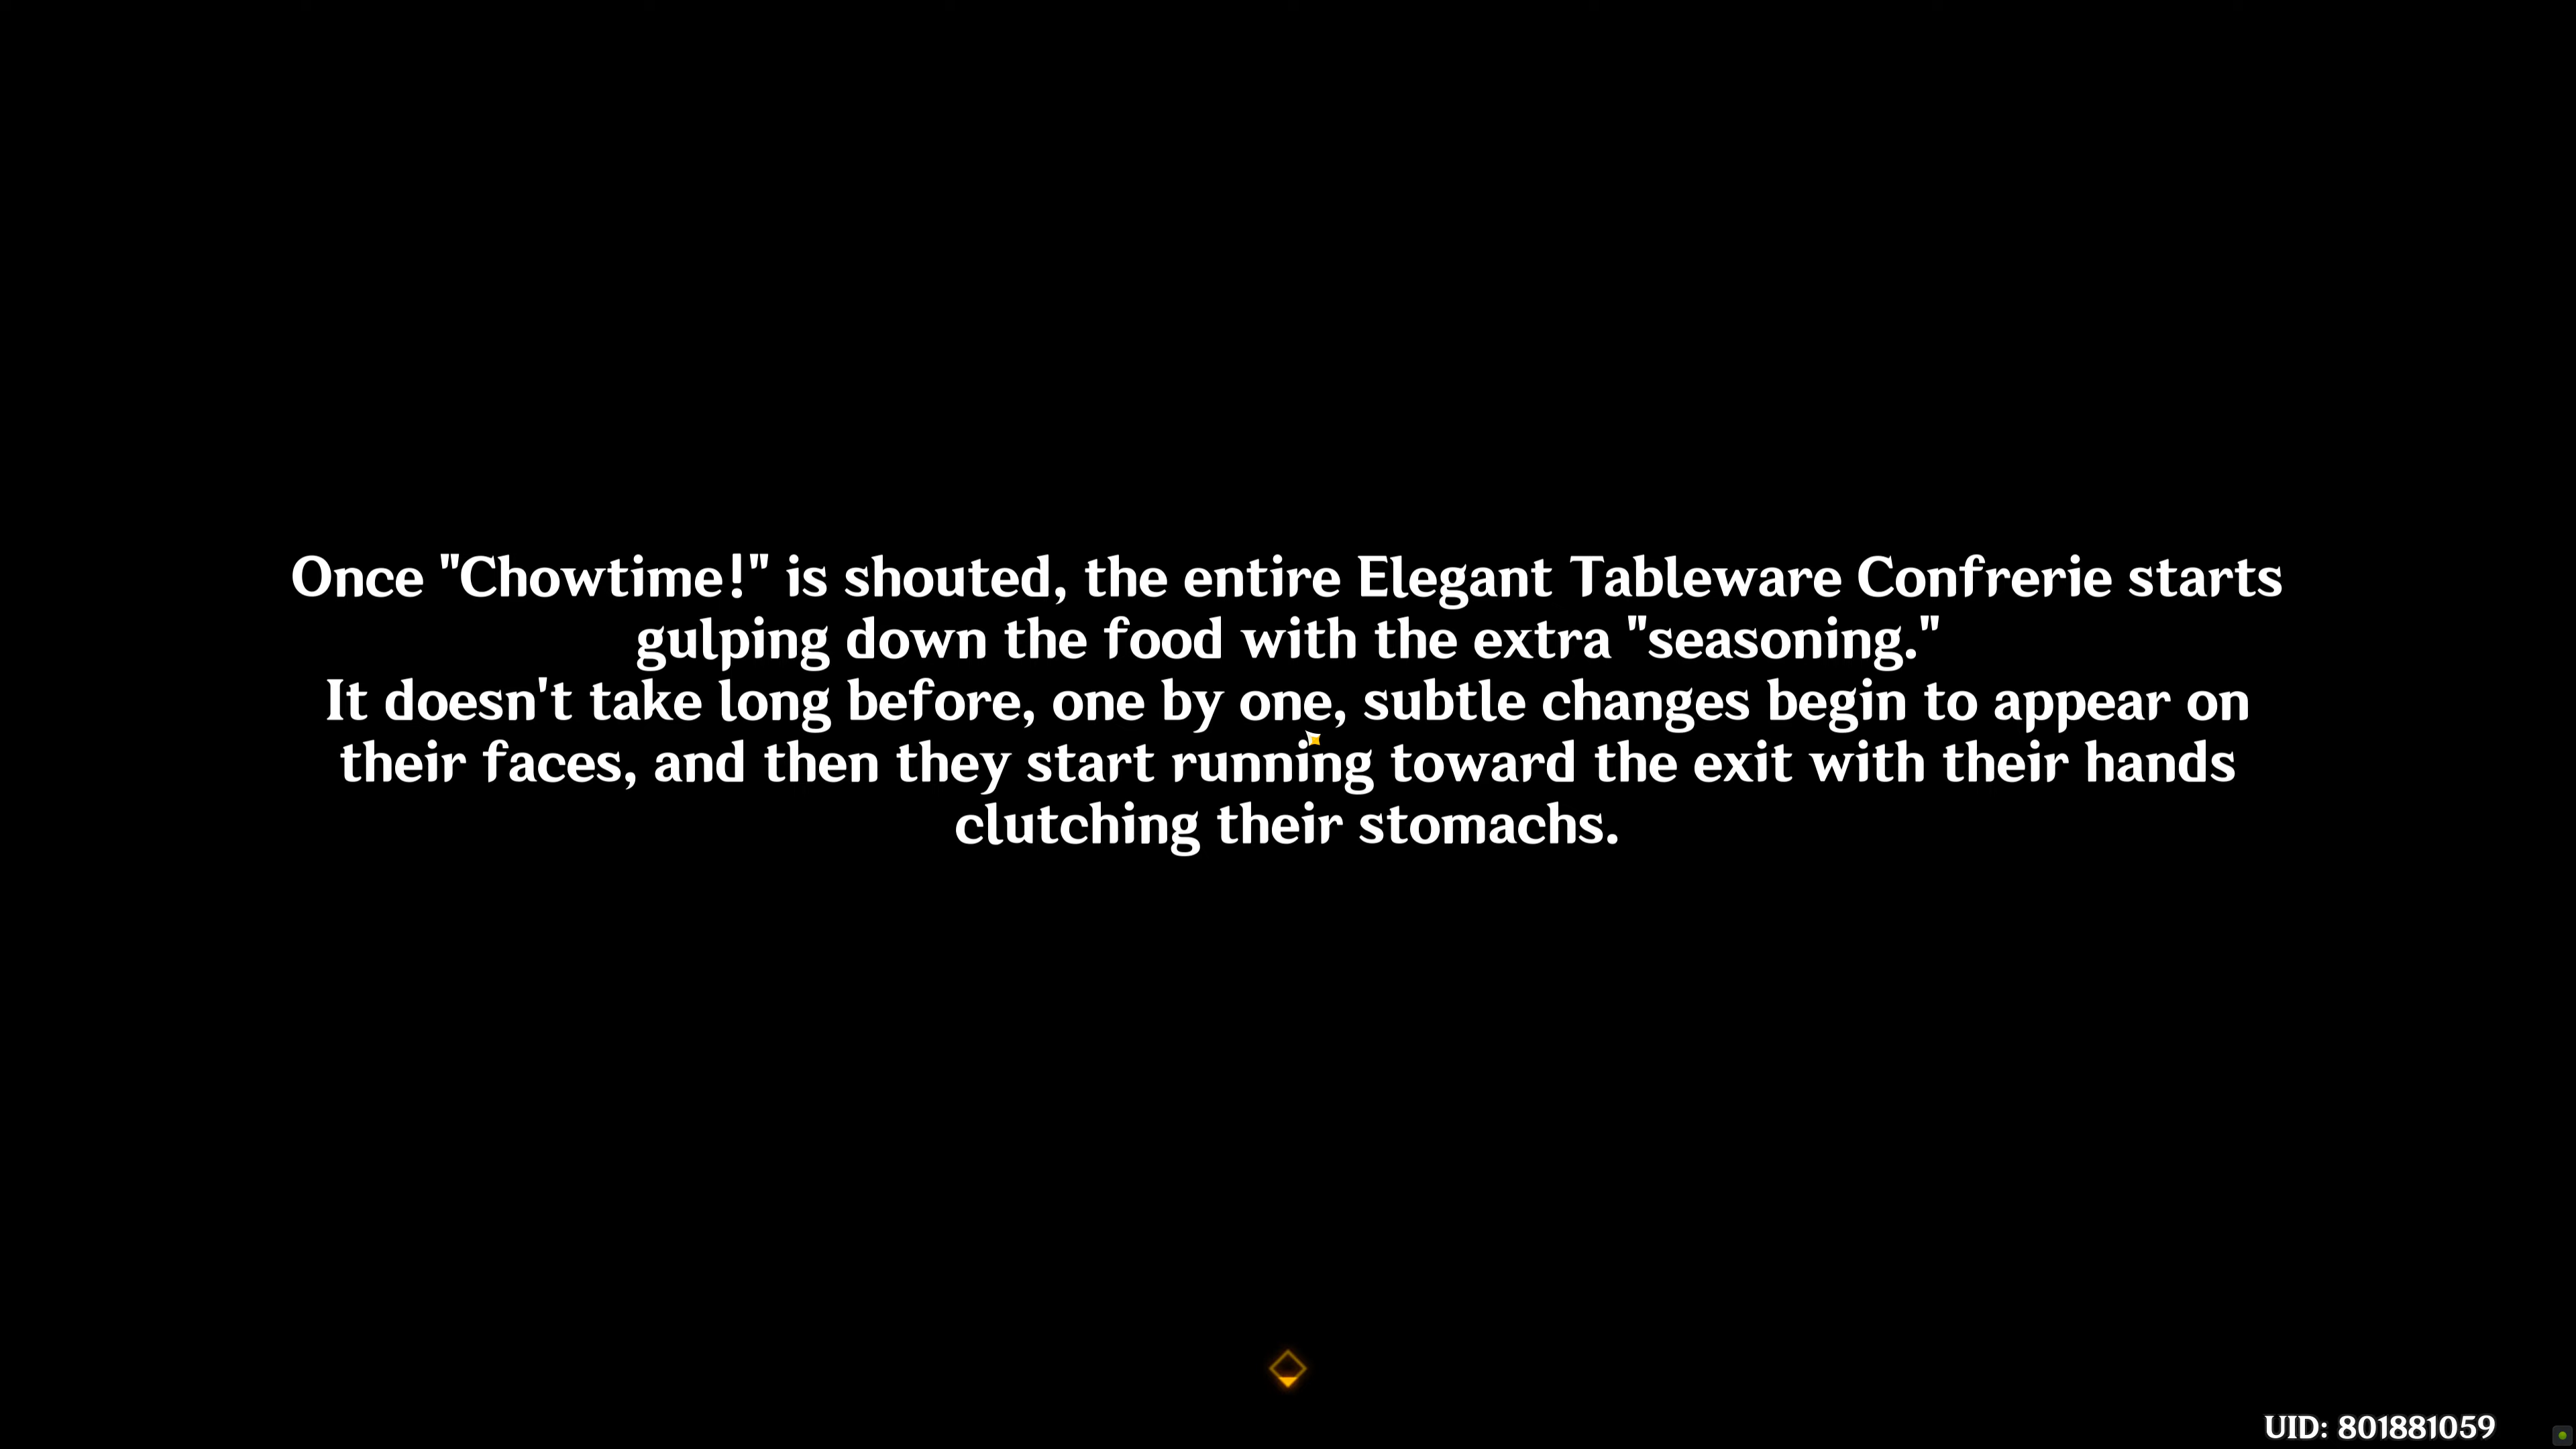 Once "Chowtime!" is shouted, the entire Elegant Tableware Confrerie starts
gulping down the food with the extra "seasoning."
It doesn't take long before, one by one, subtle changes begin to appear on
their faces, and then they start running toward the exit with their hands
clutching their stomachs.
UID: 801881059